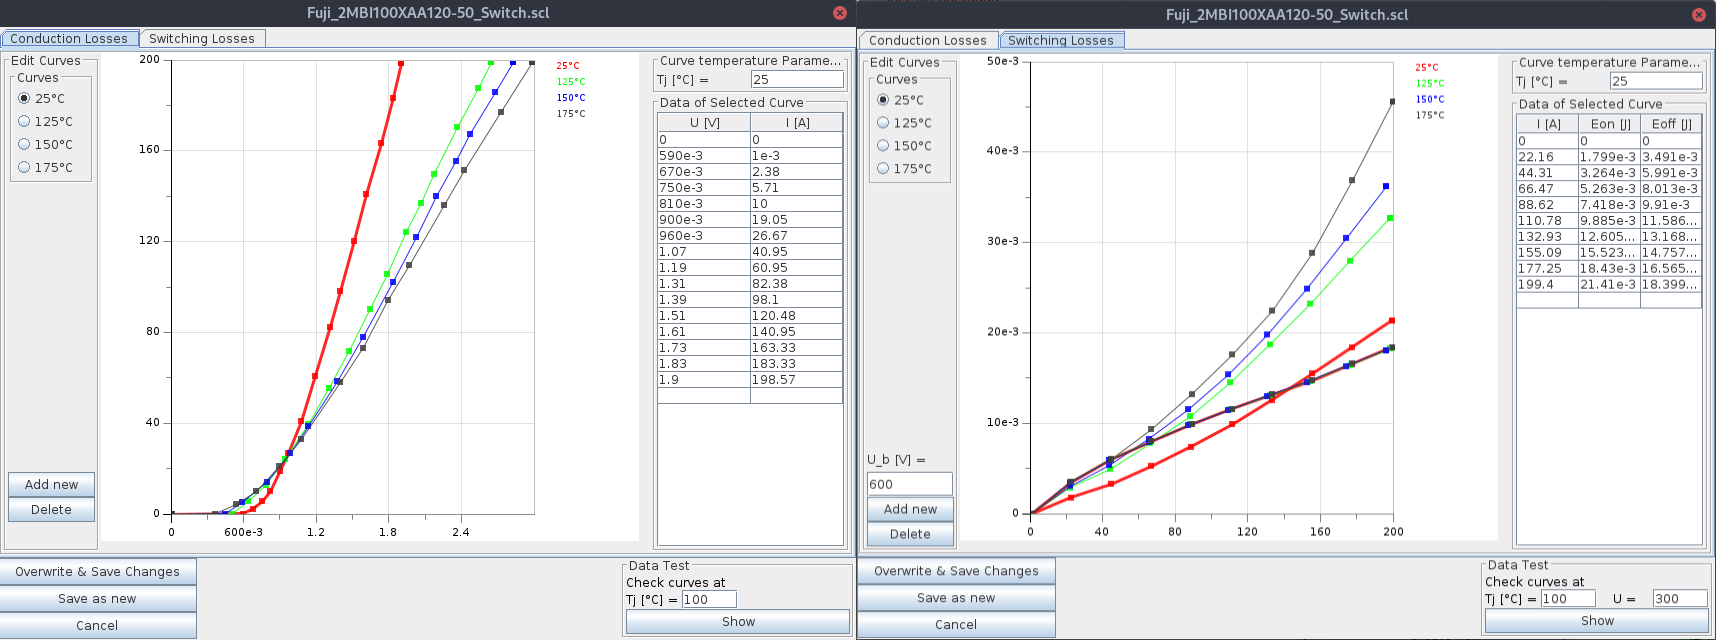 Fuji_2MBI100XAA120-50_Switch.scl
Conduction Losses Switching Losses
Edit Curves
Curves
25°C
125°C
150°C
175°C
Add new
Delete
200
160
120
80
40
0
0 600e-3 1.2 1.8 2.4
25°C
125°C
150°C
175°C
Curve temperature Parame...
Tj [°C] = 25
Data of Selected Curve
U [V] I [A]
0 0
590e-3 1e-3
670e-3 2.38
750e-3 5.71
810e-3 10
900e-3 19.05
960e-3 26.67
1.07 40.95
1.19 60.95
1.31 82.38
1.39 98.1
1.51 120.48
1.61 140.95
1.73 163.33
1.83 183.33
1.9 198.57
Overwrite & Save Changes
Save as new
Cancel
Data Test
Check curves at
Tj [°C] = 100
Show
Fuji_2MBI100XAA120-50_Switch.scl
Conduction Losses Switching Losses
Edit Curves
Curves
25°C
125°C
150°C
175°C
U_b [V] =
600
Add new
Delete
50e-3
40e-3
30e-3
20e-3
10e-3
0
0 40 80 120 160 200
25°C
125°C
150°C
175°C
Curve temperature Parame...
Tj [°C] = 25
Data of Selected Curve
I [A] Eon [J] Eoff [J]
0 0 0
22.16 1.799e-3 3.491e-3
44.31 3.264e-3 5.991e-3
66.47 5.263e-3 8.013e-3
88.62 7.418e-3 9.91e-3
110.78 9.885e-3 11.586...
132.93 12.605... 13.168...
155.09 15.523... 14.757...
177.25 18.43e-3 16.565...
199.4 21.41e-3 18.399...
Overwrite & Save Changes
Save as new
Cancel
Data Test
Check curves at
Tj [°C] = 100 U = 300
Show